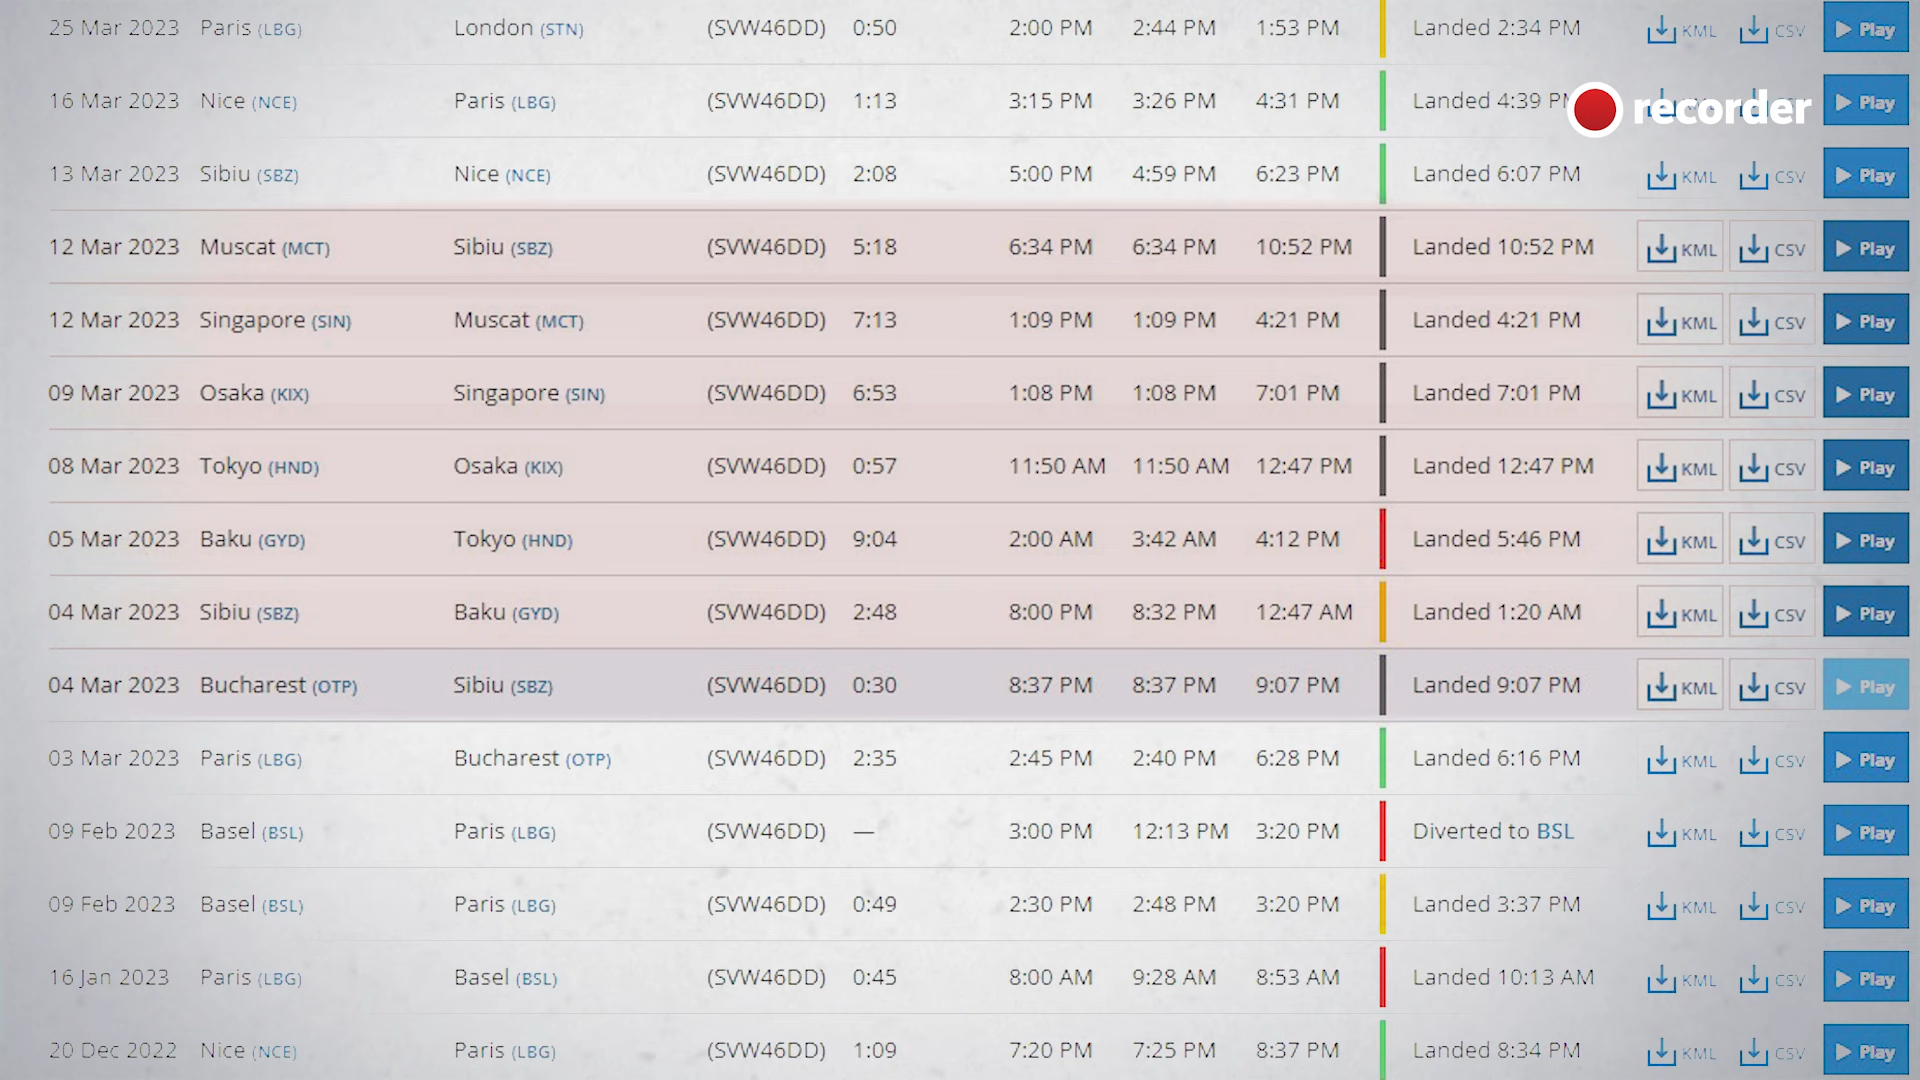 25 Mar 2023 Paris (LBG) London (STN) (SVW46DD) 0:50 2:00 PM 2:44 PM 1:53 PM Landed 2:34 PM KML CSV Play
16 Mar 2023 Nice (NCE) Paris (LBG) (SVW46DD) 1:13 3:15 PM 3:26 PM 4:31 PM Landed 4:39 PM Play
recorder
13 Mar 2023 Sibiu (SBZ) Nice (NCE) (SVW46DD) 2:08 5:00 PM 4:59 PM 6:23 PM Landed 6:07 PM KML CSV Play
12 Mar 2023 Muscat (MCT) Sibiu (SBZ) (SVW46DD) 5:18 6:34 PM 6:34 PM 10:52 PM Landed 10:52 PM KML CSV Play
12 Mar 2023 Singapore (SIN) Muscat (MCT) (SVW46DD) 7:13 1:09 PM 1:09 PM 4:21 PM Landed 4:21 PM KML CSV Play
09 Mar 2023 Osaka (KIX) Singapore (SIN) (SVW46DD) 6:53 1:08 PM 1:08 PM 7:01 PM Landed 7:01 PM KML CSV Play
08 Mar 2023 Tokyo (HND) Osaka (KIX) (SVW46DD) 0:57 11:50 AM 11:50 AM 12:47 PM Landed 12:47 PM KML CSV Play
05 Mar 2023 Baku (GYD) Tokyo (HND) (SVW46DD) 9:04 2:00 AM 3:42 AM 4:12 PM Landed 5:46 PM KML CSV Play
04 Mar 2023 Sibiu (SBZ) Baku (GYD) (SVW46DD) 2:48 8:00 PM 8:32 PM 12:47 AM Landed 1:20 AM KML CSV Play
04 Mar 2023 Bucharest (OTP) Sibiu (SBZ) (SVW46DD) 0:30 8:37 PM 8:37 PM 9:07 PM Landed 9:07 PM KML CSV Play
03 Mar 2023 Paris (LBG) Bucharest (OTP) (SVW46DD) 2:35 2:45 PM 2:40 PM 6:28 PM Landed 6:16 PM KML CSV Play
09 Feb 2023 Basel (BSL) Paris (LBG) (SVW46DD) — 3:00 PM 12:13 PM 3:20 PM Diverted to BSL KML CSV Play
09 Feb 2023 Basel (BSL) Paris (LBG) (SVW46DD) 0:49 2:30 PM 2:48 PM 3:20 PM Landed 3:37 PM KML CSV Play
16 Jan 2023 Paris (LBG) Basel (BSL) (SVW46DD) 0:45 8:00 AM 9:28 AM 8:53 AM Landed 10:13 AM KML CSV Play
20 Dec 2022 Nice (NCE) Paris (LBG) (SVW46DD) 1:09 7:20 PM 7:25 PM 8:37 PM Landed 8:34 PM KML CSV Play